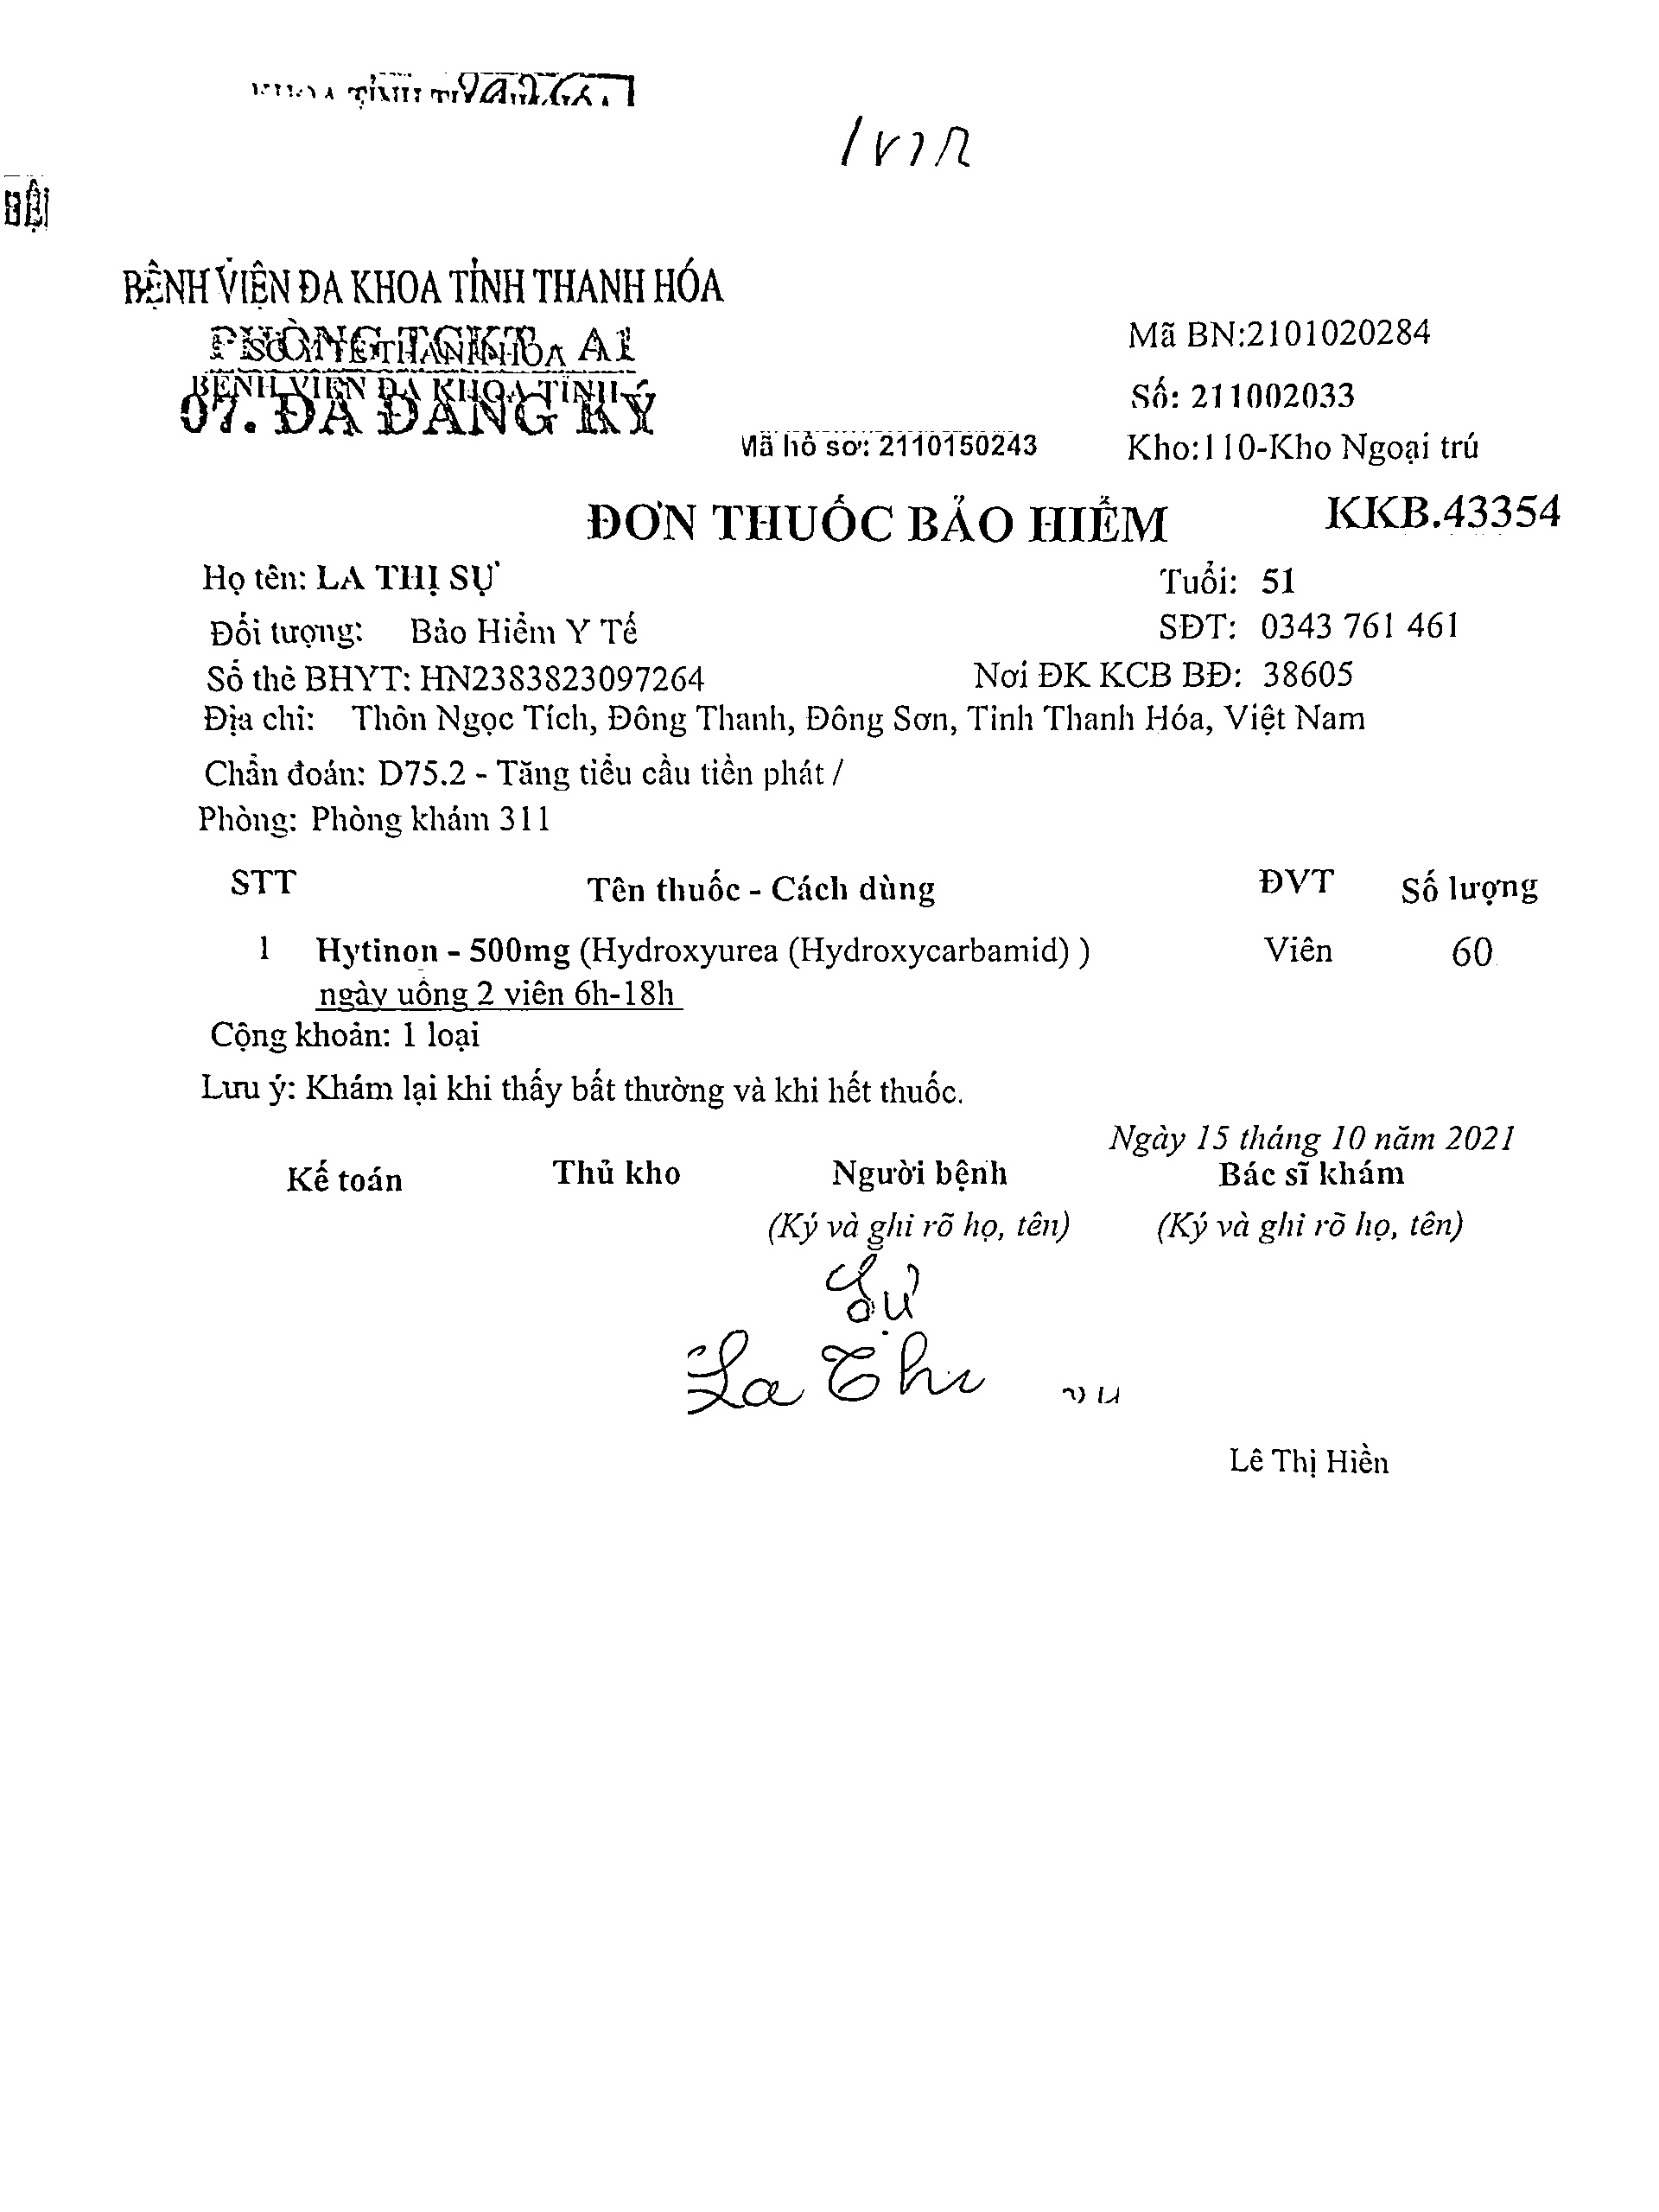 BỆNH VIỆN ĐA KHOA TỈNH THANH HÓA
PHÒNG TCKT A1
SỞ Y TẾ THANH HÓA
BỆNH VIỆN ĐA KHOA TỈNH
07. ĐÃ ĐĂNG KÝ
Mã BN:2101020284
Số: 211002033
Mã hồ sơ: 2110150243
Kho:110-Kho Ngoại trú
ĐƠN THUỐC BẢO HIỂM
KKB.43354
Họ tên: LA THỊ SỰ
Tuổi: 51
Đối tượng: Bảo Hiểm Y Tế
SĐT: 0343 761 461
Số thẻ BHYT: HN2383823097264
Nơi ĐK KCB BĐ: 38605
Địa chỉ: Thôn Ngọc Tích, Đông Thanh, Đông Sơn, Tỉnh Thanh Hóa, Việt Nam
Chẩn đoán: D75.2 - Tăng tiểu cầu tiền phát /
Phòng: Phòng khám 311
STT Tên thuốc - Cách dùng ĐVT Số lượng
1 Hytinon - 500mg (Hydroxyurea (Hydroxycarbamid) ) Viên 60
ngày uống 2 viên 6h-18h
Cộng khoản: 1 loại
Lưu ý: Khám lại khi thấy bất thường và khi hết thuốc.
Ngày 15 tháng 10 năm 2021
Kế toán Thủ kho Người bệnh Bác sĩ khám
(Ký và ghi rõ họ, tên) (Ký và ghi rõ họ, tên)
Sự
La Thị
Lê Thị Hiền